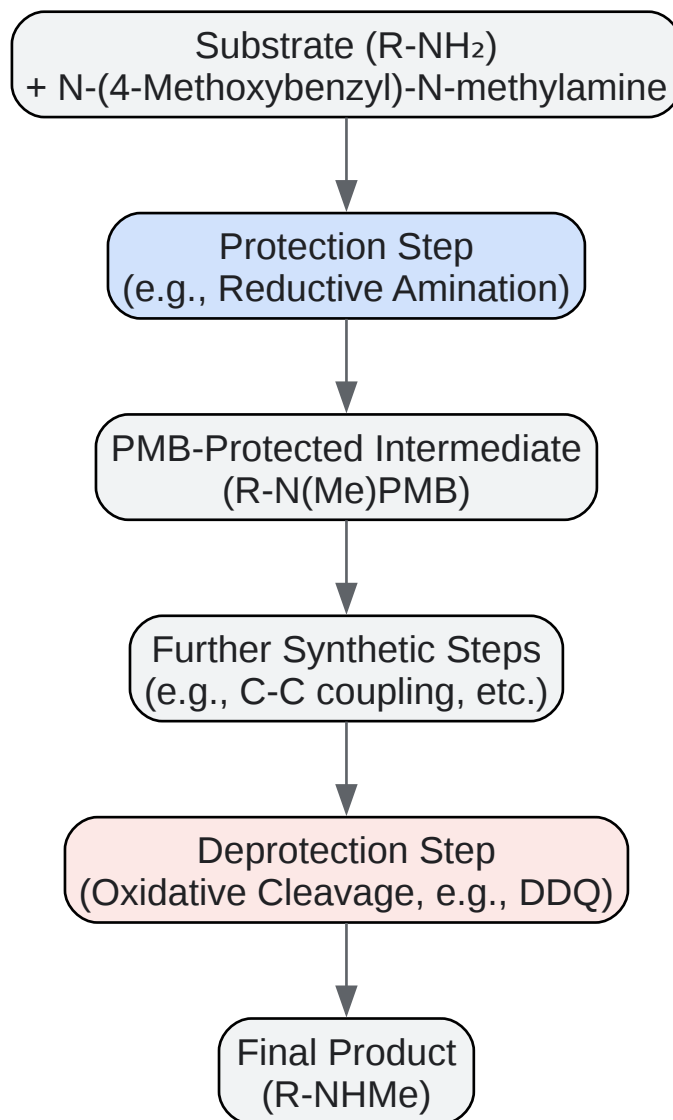 Substrate (R-NH₂)
+ N-(4-Methoxybenzyl)-N-methylamine
Protection Step
(e.g., Reductive Amination)
PMB-Protected Intermediate
(R-N(Me)PMB)
Further Synthetic Steps
(e.g., C-C coupling, etc.)
Deprotection Step
(Oxidative Cleavage, e.g., DDQ)
Final Product
(R-NHMe)